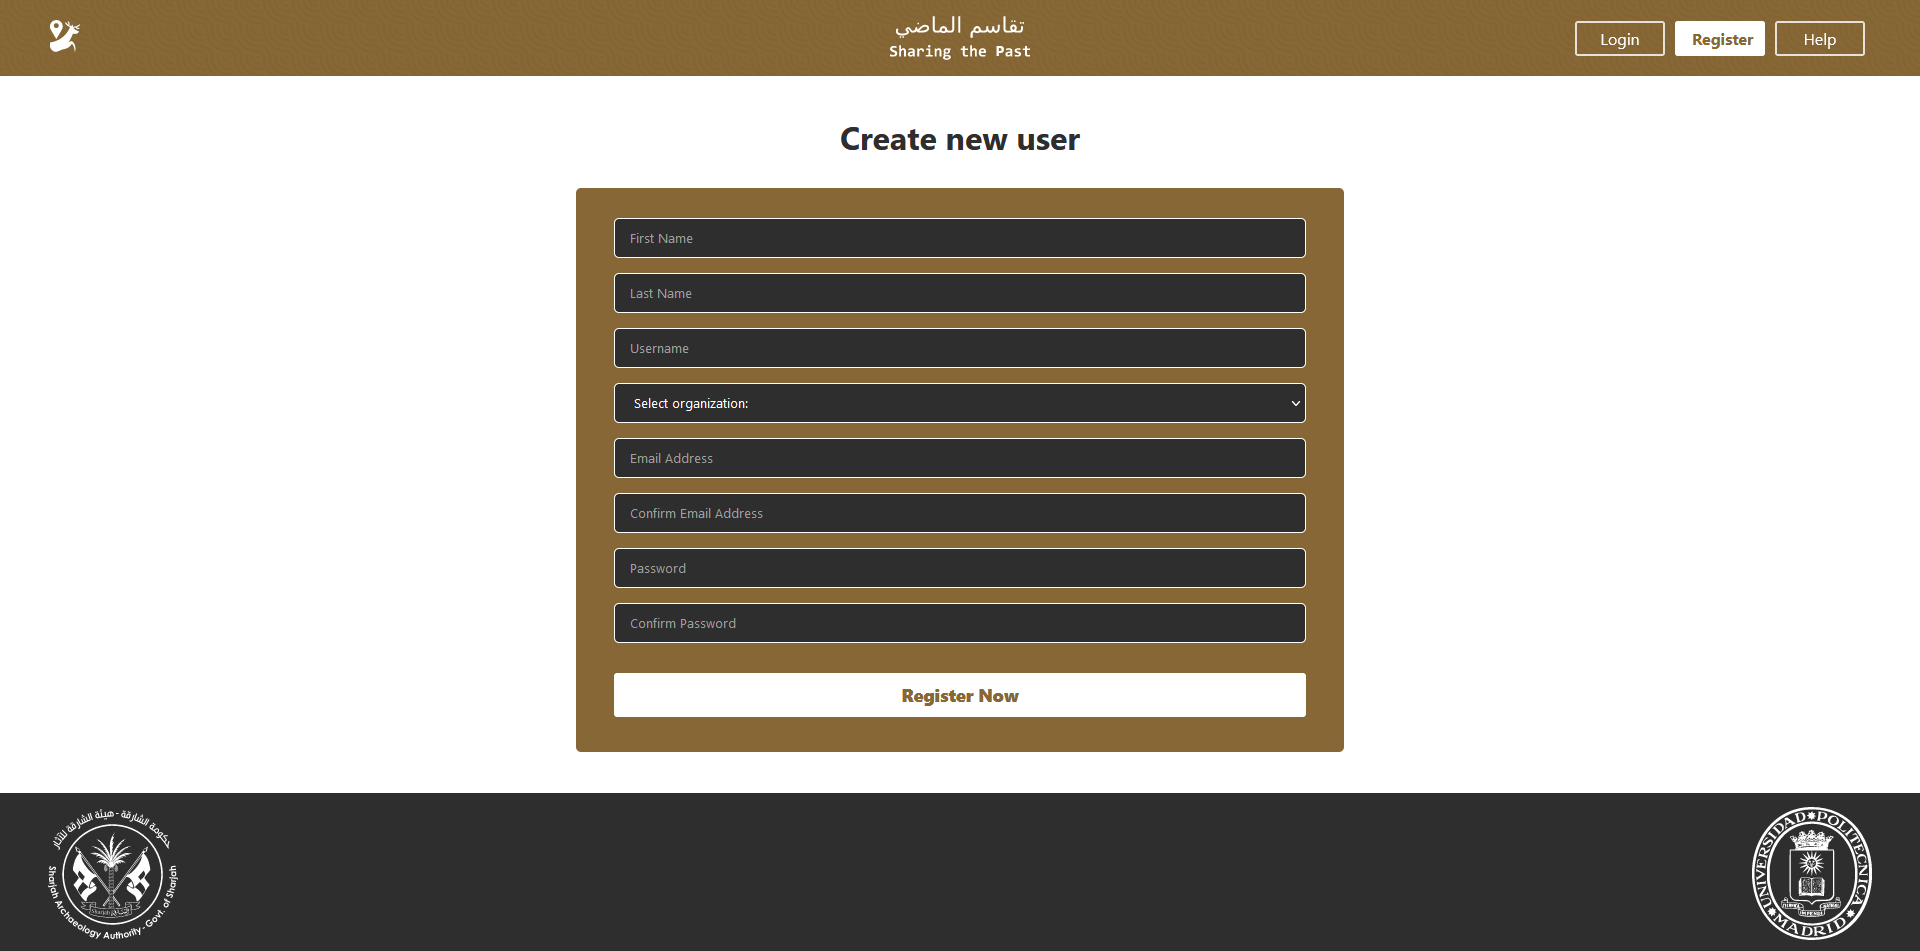 تقاسم الماضي
Sharing the Past
Login
Register
Help
Create new user
First Name
Last Name
Username
Select organization:
Email Address
Confirm Email Address
Password
Confirm Password
Register Now
حكومة الشارقة - هيئة الشارقة للآثار
Sharjah Archaeology Authority - Govt. of Sharjah
UNIVERSIDAD POLITECNICA
MADRID